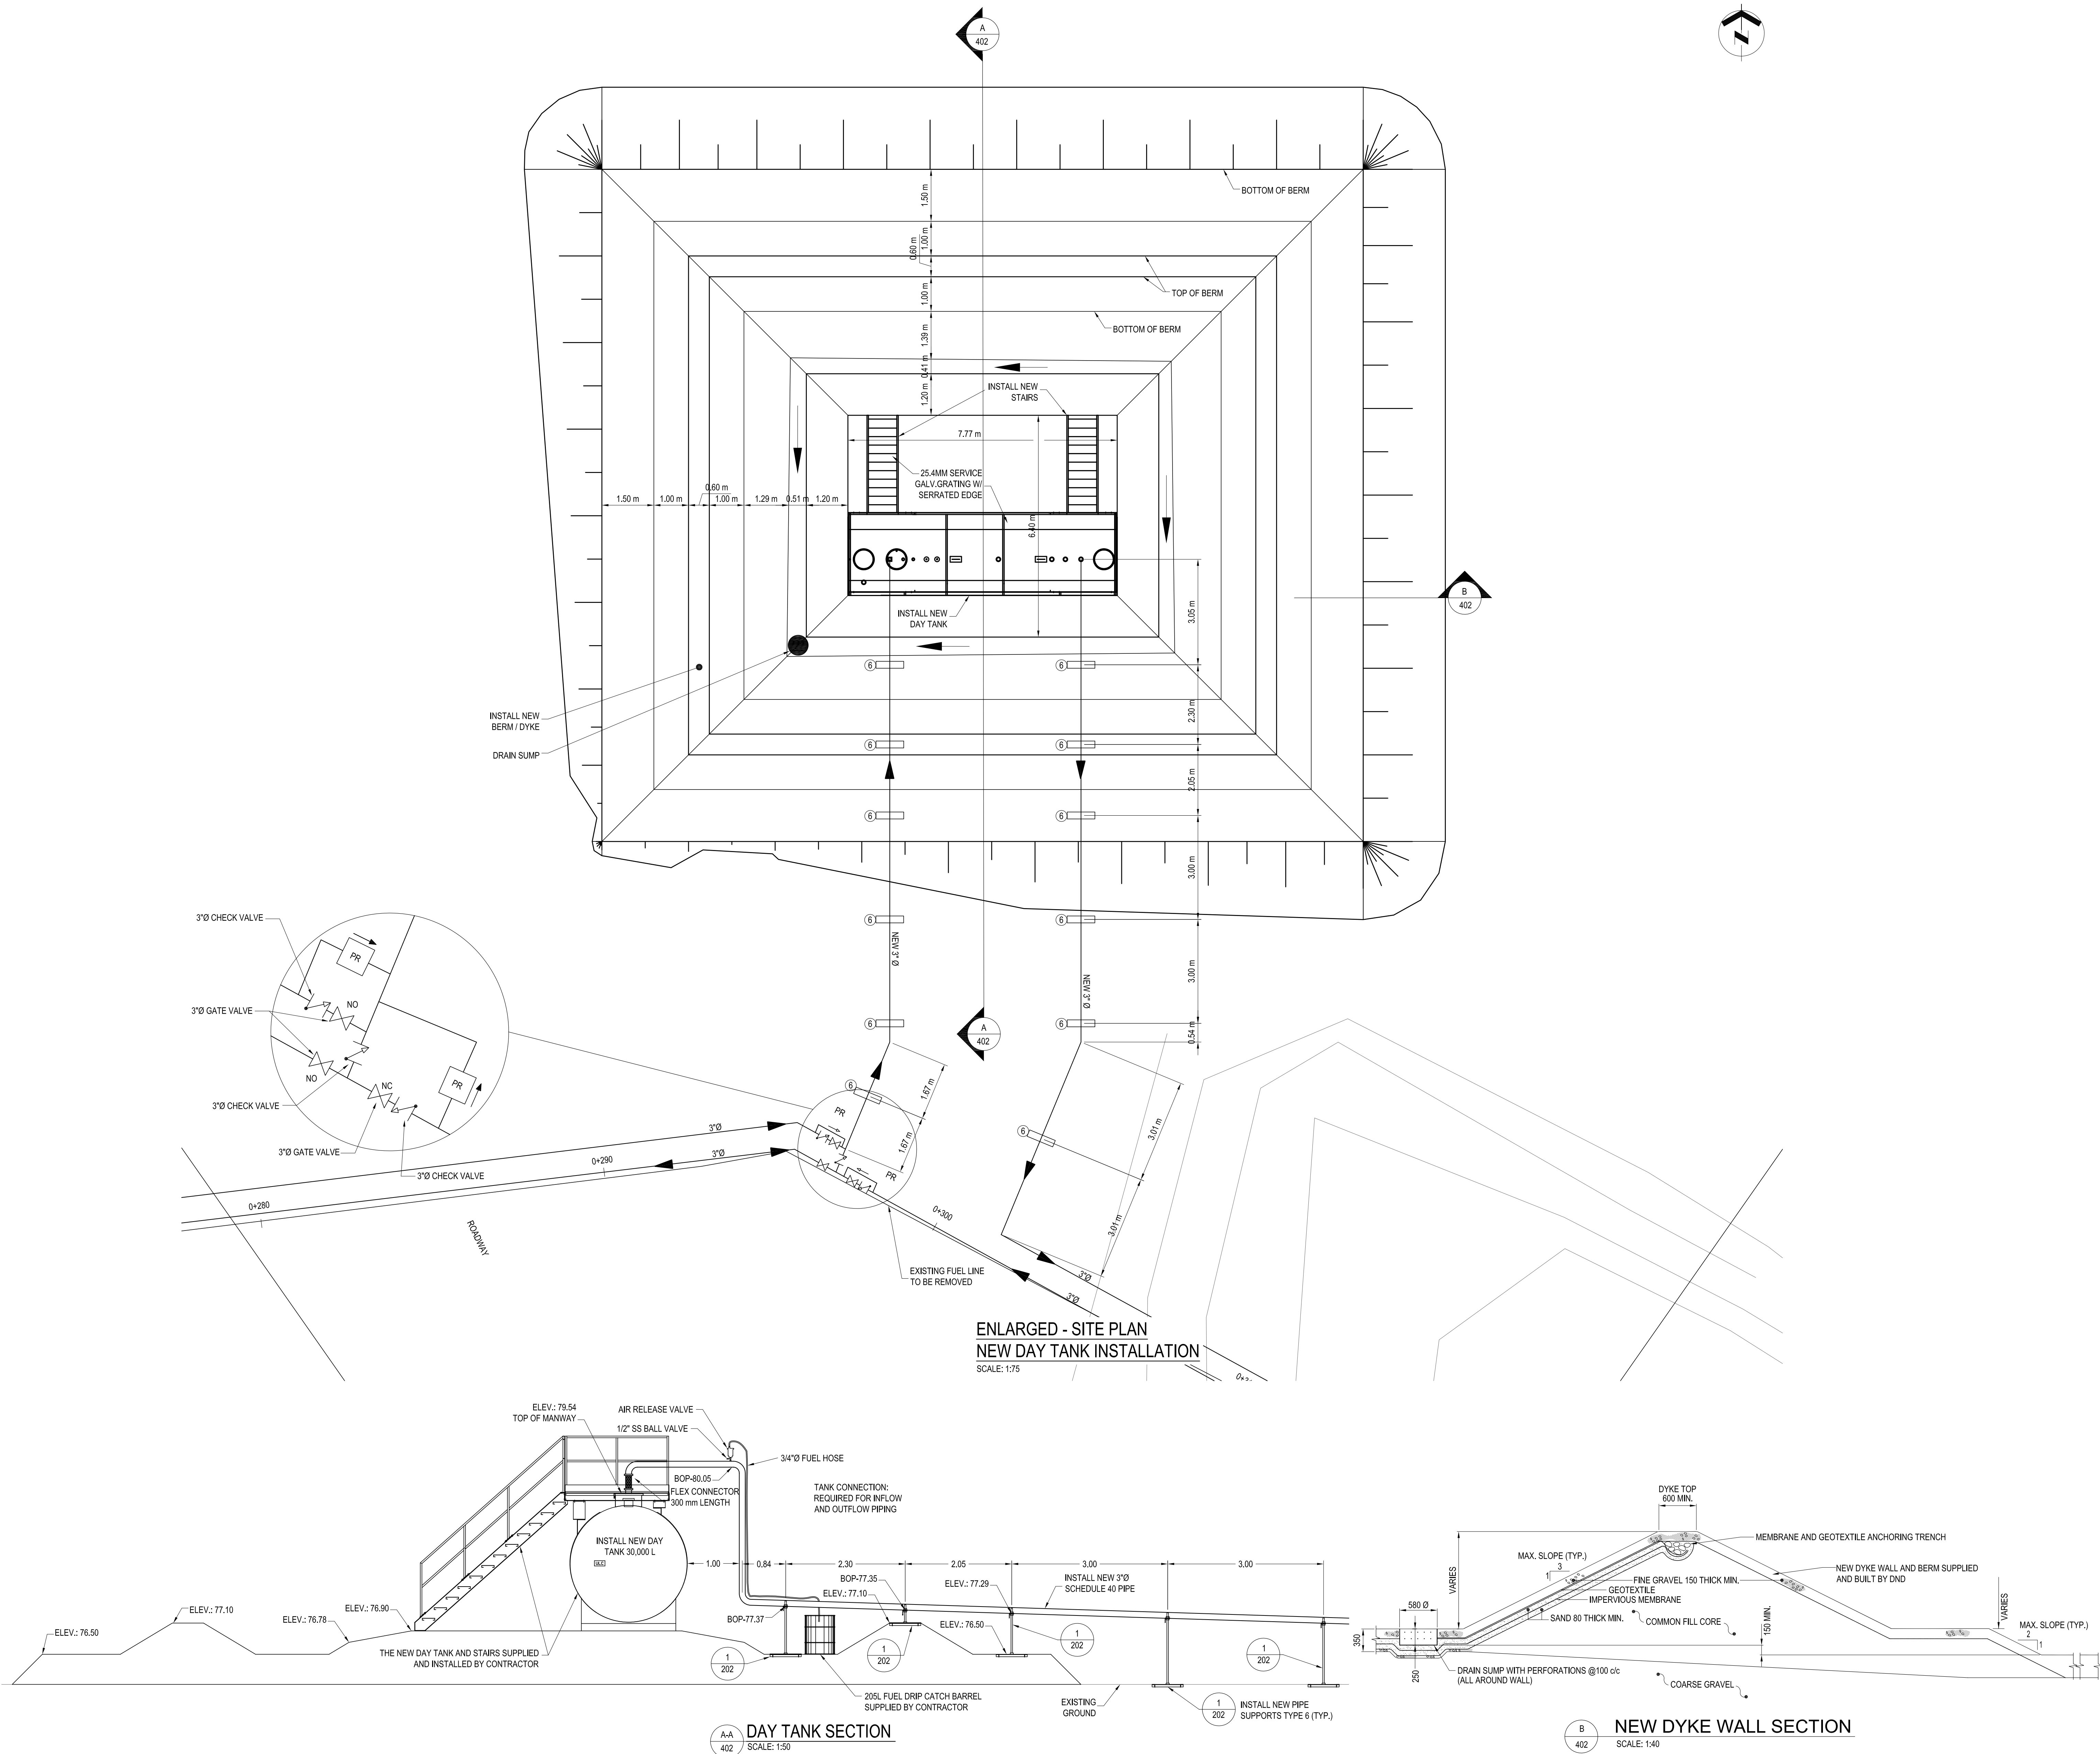 A
402
N
BOTTOM OF BERM
1.50 m
1.00 m
0.60 m
TOP OF BERM
1.00 m
BOTTOM OF BERM
1.39 m
0.41 m
1.20 m
INSTALL NEW
STAIRS
7.77 m
25.4MM SERVICE
GALV.GRATING W/
SERRATED EDGE
0.60 m
1.50 m
1.00 m
1.00 m
1.29 m
0.51 m
1.20 m
6.40 m
B
402
3.05 m
INSTALL NEW
DAY TANK
6
6
INSTALL NEW
BERM / DYKE
2.30 m
DRAIN SUMP
6
6
2.05 m
6
6
3.00 m
3"Ø CHECK VALVE
6
6
NEW 3" Ø
NEW 3" Ø
3.00 m
PR
NO
3"Ø GATE VALVE
6
6
A
402
0.54 m
NO
PR
NC
3"Ø CHECK VALVE
6
1.67 m
PR
1.67 m
6
3.01 m
3"Ø GATE VALVE
3"Ø
3"Ø
0+290
3"Ø CHECK VALVE
PR
0+280
0+300
3.01 m
ROADWAY
EXISTING FUEL LINE
TO BE REMOVED
3"Ø
3"Ø
ENLARGED - SITE PLAN
NEW DAY TANK INSTALLATION
SCALE: 1:75
ELEV.: 79.54
TOP OF MANWAY
AIR RELEASE VALVE
1/2" SS BALL VALVE
3/4"Ø FUEL HOSE
BOP-80.05
FLEX CONNECTOR
300 mm LENGTH
TANK CONNECTION:
REQUIRED FOR INFLOW
AND OUTFLOW PIPING
INSTALL NEW DAY
TANK 30,000 L
1.00
0.84
2.30
2.05
3.00
3.00
BOP-77.35
ELEV.: 77.10
ELEV.: 77.29
INSTALL NEW 3"Ø
SCHEDULE 40 PIPE
ELEV.: 77.10
ELEV.: 76.90
ELEV.: 76.78
ELEV.: 76.50
BOP-77.37
ELEV.: 76.50
THE NEW DAY TANK AND STAIRS SUPPLIED
AND INSTALLED BY CONTRACTOR
1
202
1
202
1
202
1
202
205L FUEL DRIP CATCH BARREL
SUPPLIED BY CONTRACTOR
EXISTING
GROUND
1
202
INSTALL NEW PIPE
SUPPORTS TYPE 6 (TYP.)
A-A
402
DAY TANK SECTION
SCALE: 1:50
DYKE TOP
600 MIN.
MEMBRANE AND GEOTEXTILE ANCHORING TRENCH
MAX. SLOPE (TYP.)
3
1
NEW DYKE WALL AND BERM SUPPLIED
AND BUILT BY DND
VARIES
FINE GRAVEL 150 THICK MIN.
GEOTEXTILE
IMPERVIOUS MEMBRANE
580 Ø
SAND 80 THICK MIN.
COMMON FILL CORE
150 MIN.
VARIES
MAX. SLOPE (TYP.)
2
1
350
250
DRAIN SUMP WITH PERFORATIONS @100 c/c
(ALL AROUND WALL)
COARSE GRAVEL
B
402
NEW DYKE WALL SECTION
SCALE: 1:40